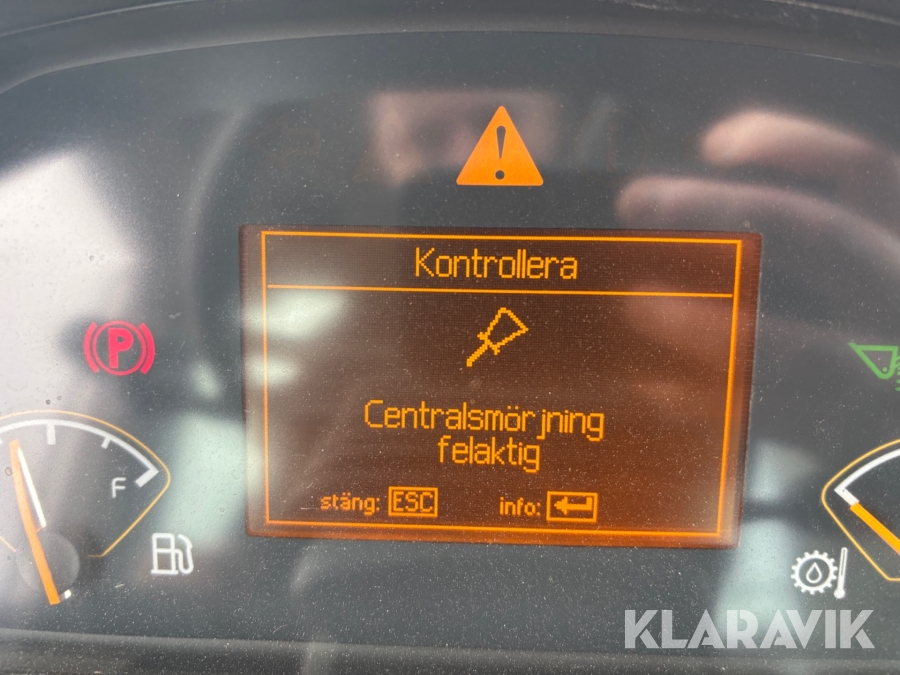 Kontrollera
P
Centralsmörjning
felaktig
F
stäng: ESC
info:
KLARAVIK